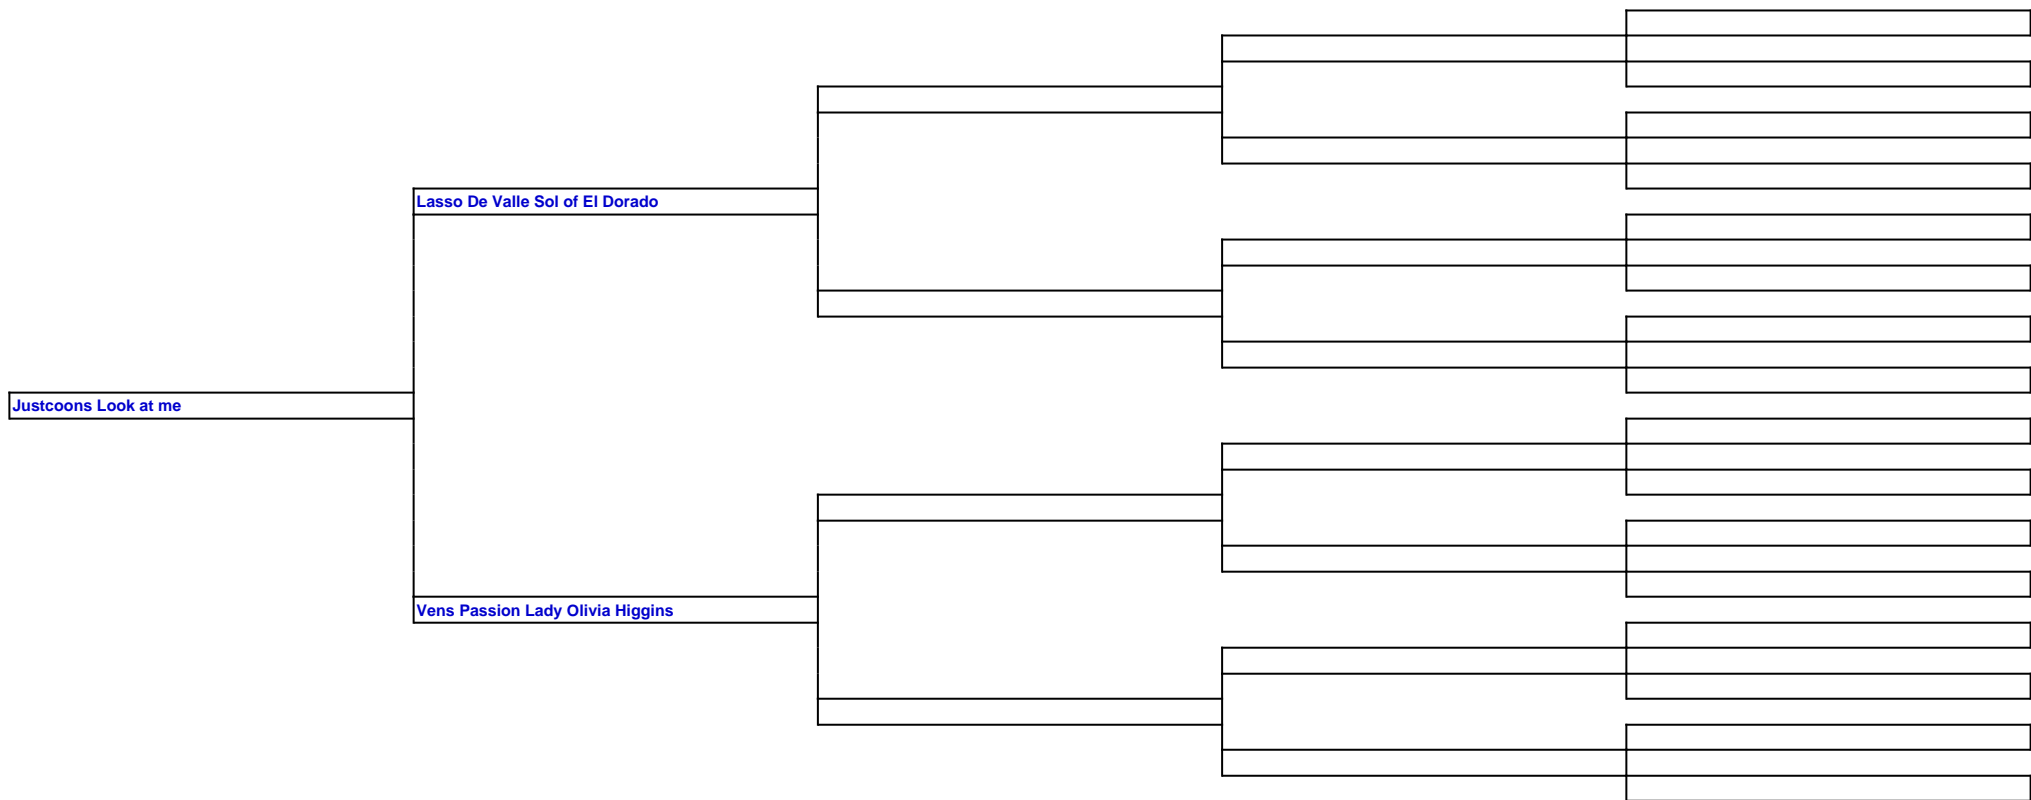 Lasso De Valle Sol of El Dorado
Justcoons Look at me
Vens Passion Lady Olivia Higgins